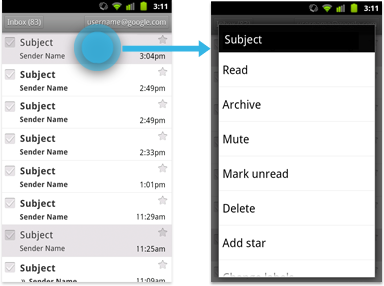 3:11
Inbox (83) username@google.com
Subject
Sender Name 3:04pm
Subject
Sender Name 2:49pm
Subject
Sender Name 2:49pm
Subject
Sender Name 2:33pm
Subject
Sender Name 1:01pm
Subject
Sender Name 11:29am
Subject
Sender Name 11:25am
Subject
» Sender Name 11:09am
3:11
Subject
Read
Archive
Mute
Mark unread
Delete
Add star
Change labels